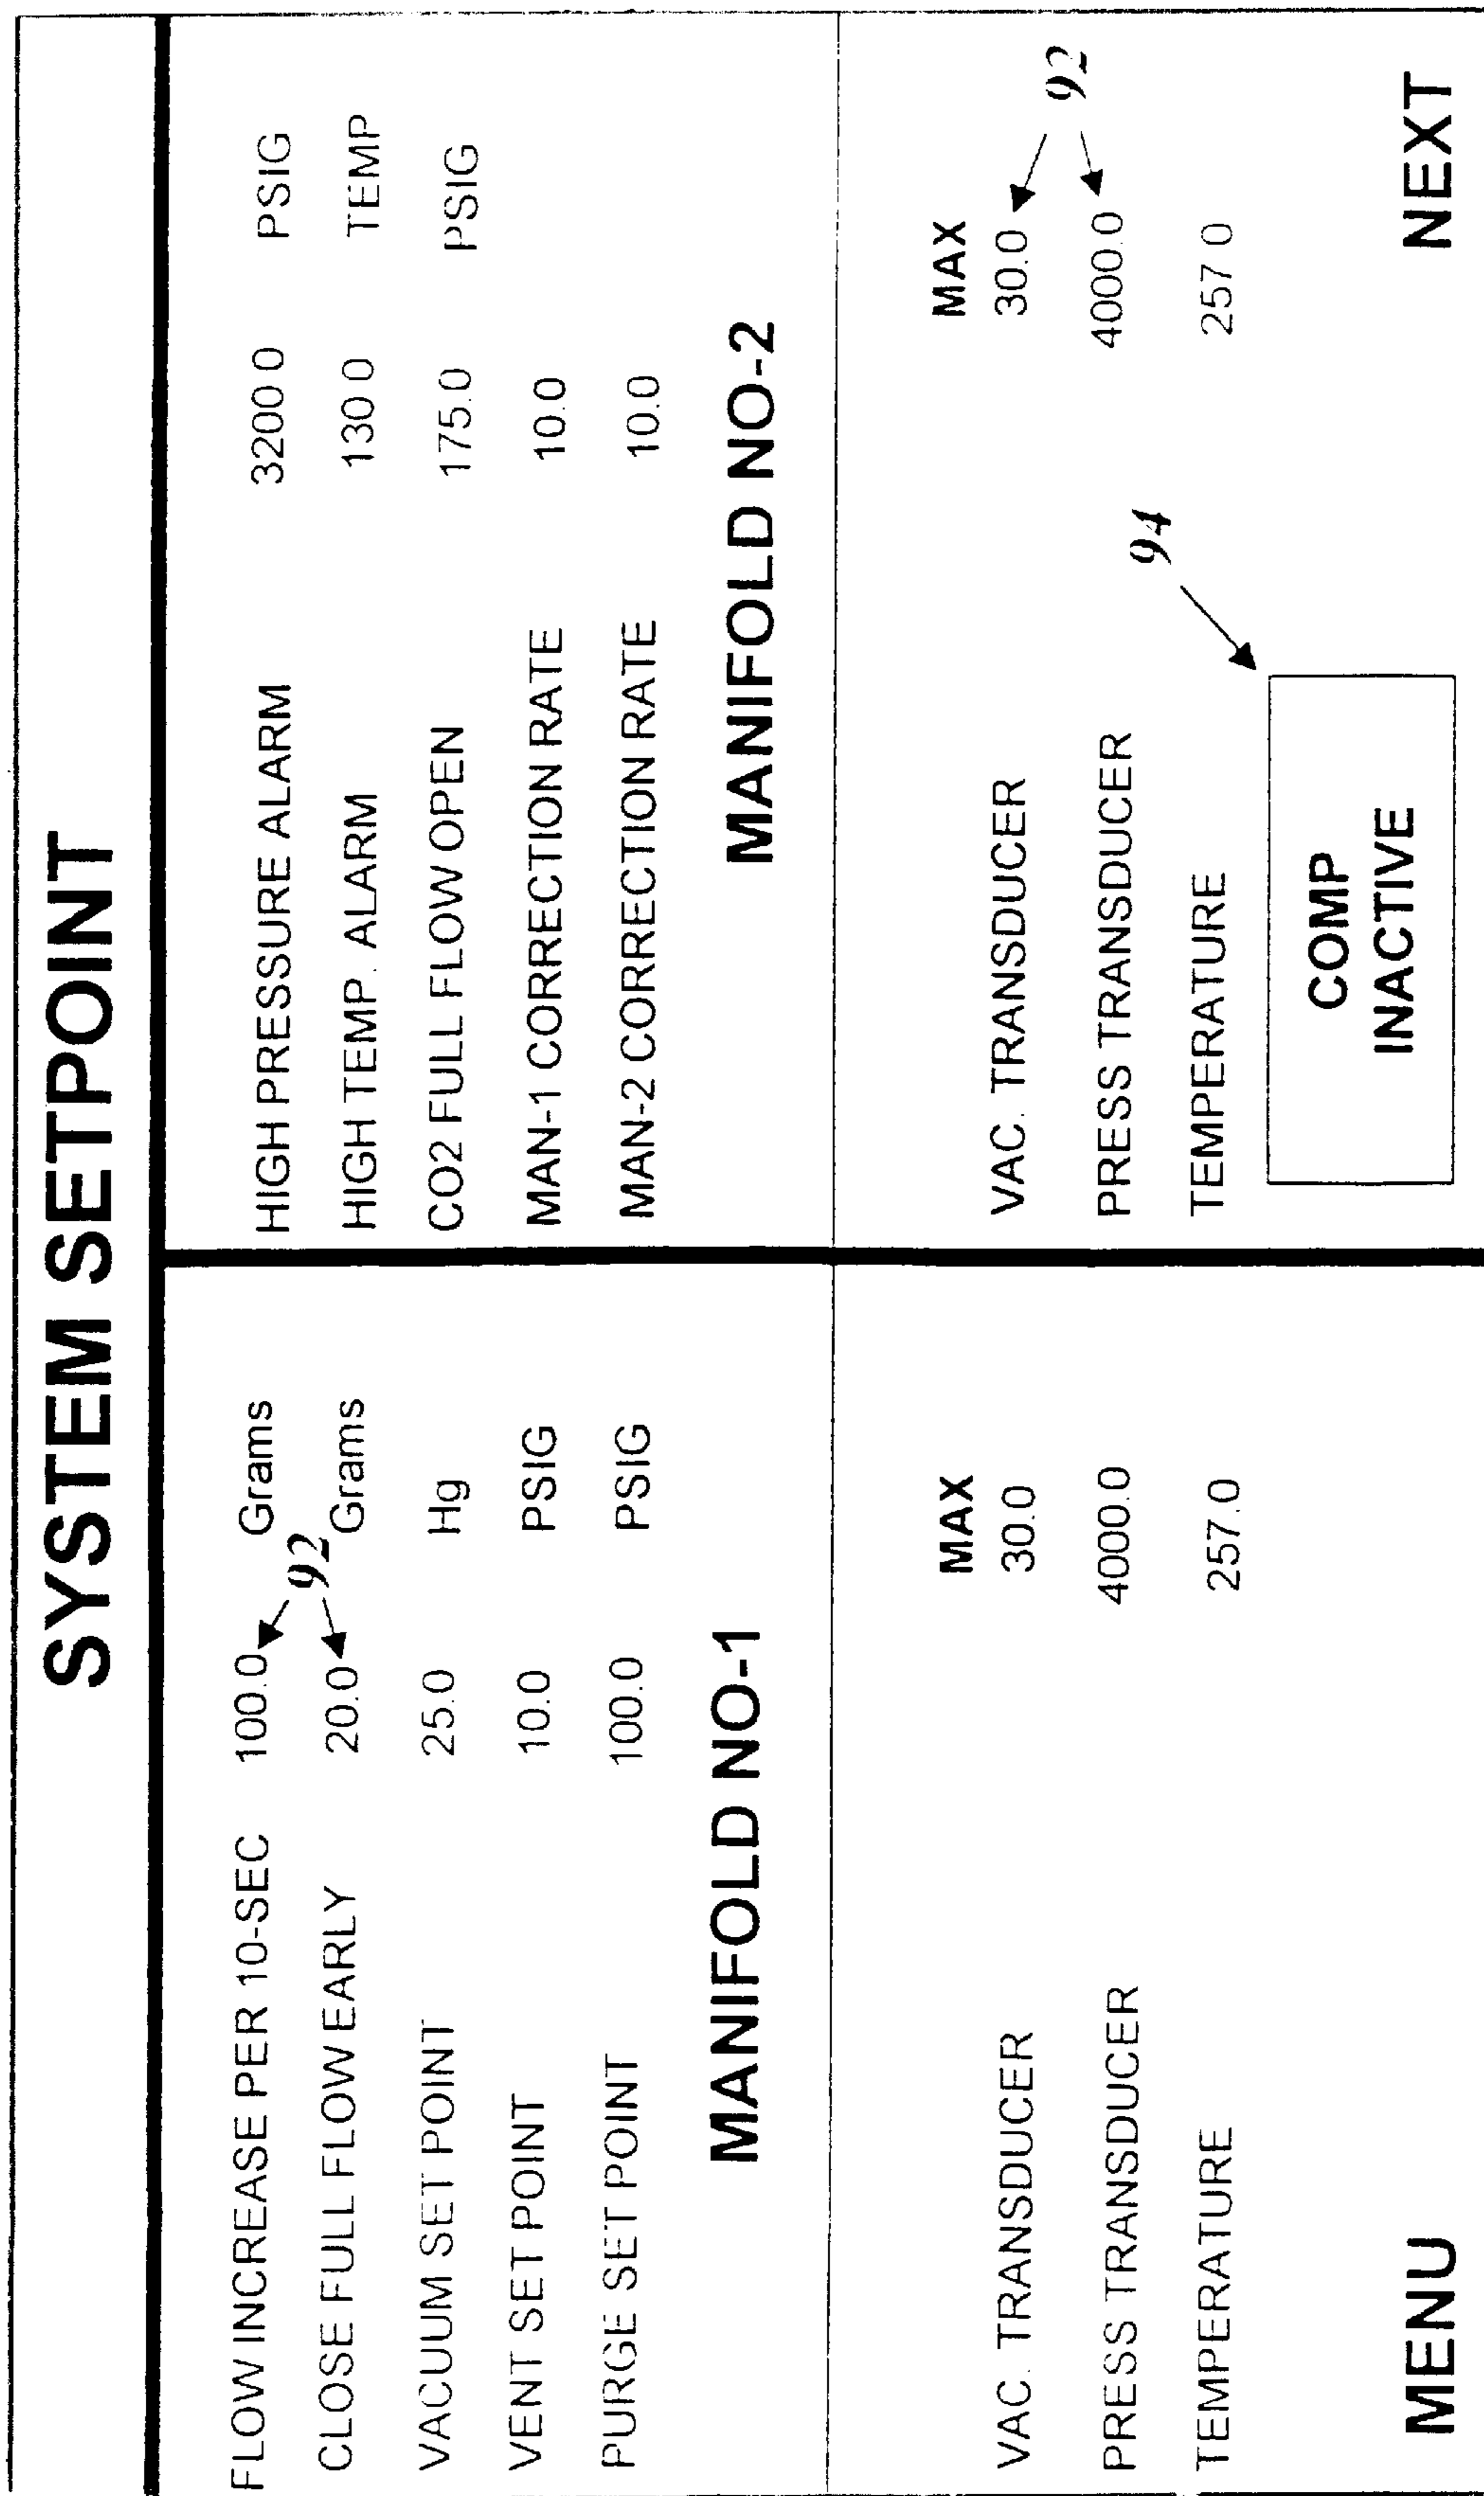 SYSTEM SETPOINT
FLOW INCREASE PER 10-SEC 100.0 Grams
92
CLOSE FULL FLOW EARLY 20.0 Grams
VACUUM SET POINT 25.0 Hg
VENT SET POINT 10.0 PSIG
PURGE SET POINT 100.0 PSIG
MANIFOLD NO-1
HIGH PRESSURE ALARM 3200 0 PSIG
HIGH TEMP. ALARM 130 0 TEMP
CO2 FULL FLOW OPEN 175.0 PSIG
MAN-1 CORRECTION RATE 10.0
MAN-2 CORRECTION RATE 10.0
MANIFOLD NO-2
MAX
VAC. TRANSDUCER 30.0
PRESS TRANSDUCER 4000.0
TEMPERATURE 257.0
MENU
MAX
VAC. TRANSDUCER 30.0
92
PRESS TRANSDUCER 4000.0
TEMPERATURE 257 0
94
COMP
INACTIVE
NEXT